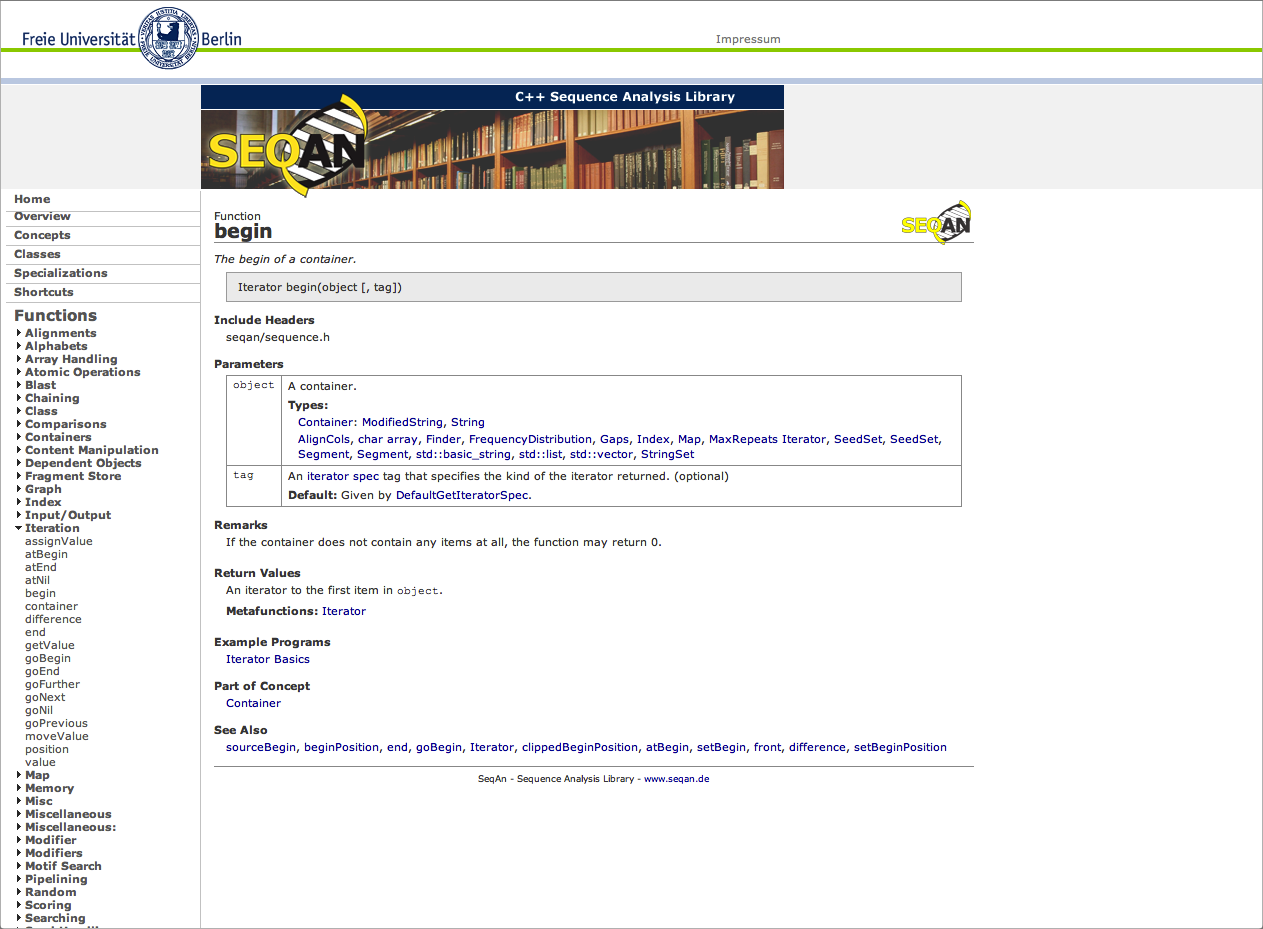 Freie Universität Berlin
Impressum
C++ Sequence Analysis Library
SEQAN
Home
Overview
Concepts
Classes
Specializations
Shortcuts
Functions
Alignments
Alphabets
Array Handling
Atomic Operations
Blast
Chaining
Class
Comparisons
Containers
Content Manipulation
Dependent Objects
Fragment Store
Graph
Index
Input/Output
Iteration
assignValue
atBegin
atEnd
atNil
begin
container
difference
end
getValue
goBegin
goEnd
goFurther
goNext
goNil
goPrevious
moveValue
position
value
Map
Memory
Misc
Miscellaneous
Miscellaneous:
Modifier
Modifiers
Motif Search
Pipelining
Random
Scoring
Searching
Function
begin
SEQAN
The begin of a container.
Iterator begin(object [, tag])
Include Headers
seqan/sequence.h
Parameters
object
A container.
Types:
Container: ModifiedString, String
AlignCols, char array, Finder, FrequencyDistribution, Gaps, Index, Map, MaxRepeats Iterator, SeedSet, SeedSet,
Segment, Segment, std::basic_string, std::list, std::vector, StringSet
tag
An iterator spec tag that specifies the kind of the iterator returned. (optional)
Default: Given by DefaultGetIteratorSpec.
Remarks
If the container does not contain any items at all, the function may return 0.
Return Values
An iterator to the first item in object.
Metafunctions: Iterator
Example Programs
Iterator Basics
Part of Concept
Container
See Also
sourceBegin, beginPosition, end, goBegin, Iterator, clippedBeginPosition, atBegin, setBegin, front, difference, setBeginPosition
SeqAn - Sequence Analysis Library - www.seqan.de